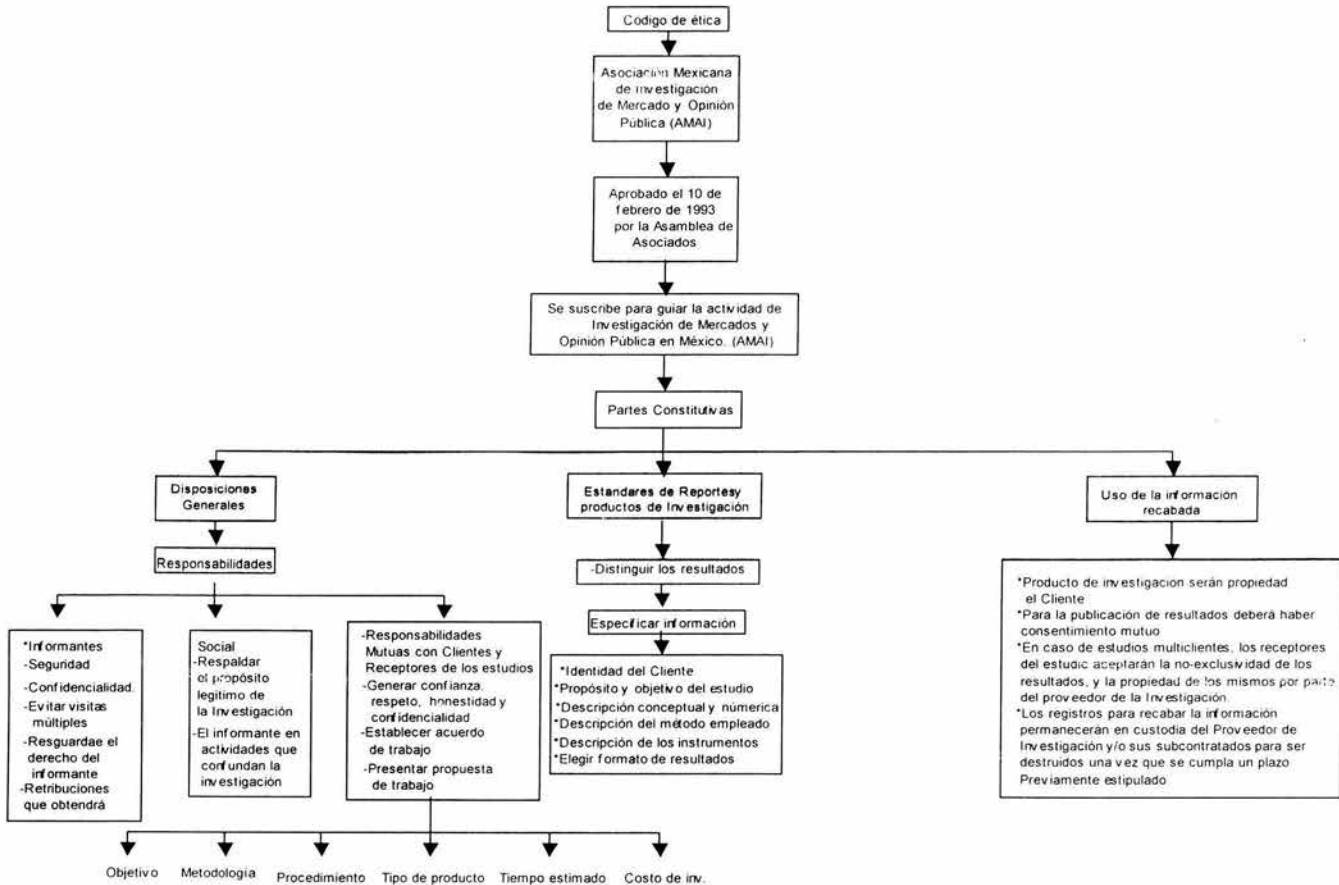 Código de ética
Asociación Mexicana
de investigación
de Mercado y Opinión
Pública (AMAI)
Aprobado el 10 de
febrero de 1993
por la Asamblea de
Asociados
Se suscribe para guiar la actividad de
Investigación de Mercados y
Opinión Pública en México. (AMAI)
Partes Constitutivas
Disposiciones
Generales
Responsabilidades
*Informantes
-Seguridad
-Confidencialidad.
-Evitar visitas
múltiples
-Resguardae el
derecho del
informante
-Retribuciones
que obtendrá
Social
-Respaldar
el propósito
legitimo de
la Investigación
-El informante en
actividades que
confundan la
investigación
-Responsabilidades
Mutuas con Clientes y
Receptores de los estudios
-Generar confianza,
respeto, honestidad y
confidencialidad
-Establecer acuerdo
de trabajo
-Presentar propuesta
de trabajo
Objetivo
Metodología
Procedimiento
Tipo de producto
Tiempo estimado
Costo de inv.
Estandares de Reportesy
productos de Investigación
-Distinguir los resultados
Especificar información
*Identidad del Cliente
*Propósito y objetivo del estudio
*Descripción conceptual y númerica
*Descripción del método empleado
*Descripción de los instrumentos
*Elegir formato de resultados
Uso de la información
recabada
*Producto de investigacion serán propiedad
el Cliente
*Para la publicación de resultados deberá haber
consentimiento mutuo
*En caso de estudios multiclientes, los receptores
del estudic aceptarán la no-exclusividad de los
resultados, y la propiedad de los mismos por parte
del proveedor de la Investigación.
*Los registros para recabar la información
permanecerán en custodia del Proveedor de
Investigación y/o sus subcontratados para ser
destruidos una vez que se cumpla un plazo
Previamente estipulado